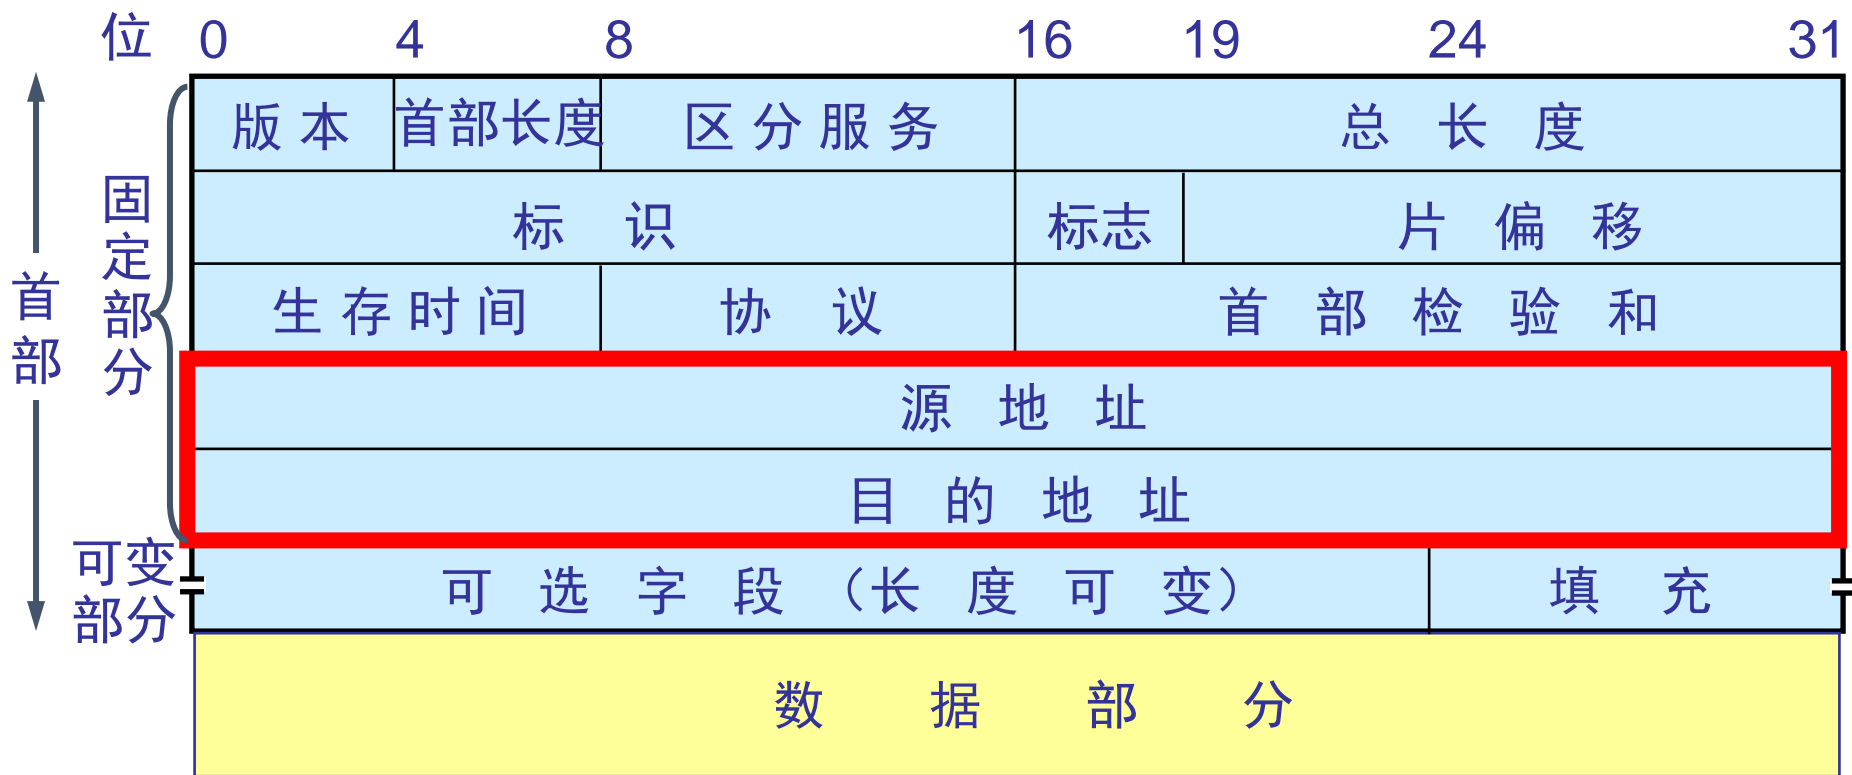 位 0 4 8 16 19 24 31
版本 首部长度 区分服务 总长度
标识 标志 片偏移
生存时间 协议 首部检验和
源地址
目的地址
可选字段（长度可变） 填充
数据部分
首部
固定部分
可变
部分